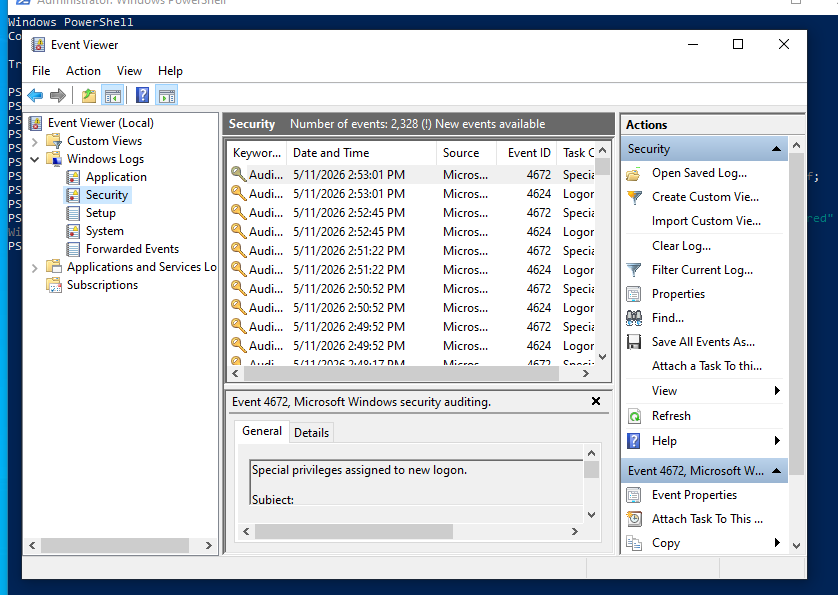 Administrator: Windows PowerShell
Windows PowerShell
Co
Tr
PS
PS
PS
PS
PS
PS
PS
PS
PS
PS
Wi
PS
f;
red"
Event Viewer
File Action View Help
Event Viewer (Local)
Custom Views
Windows Logs
Application
Security
Setup
System
Forwarded Events
Applications and Services Lo
Subscriptions
Security Number of events: 2,328 (!) New events available
Keywor... Date and Time Source Event ID Task C
Audi... 5/11/2026 2:53:01 PM Micros... 4672 Specia
Audi... 5/11/2026 2:53:01 PM Micros... 4624 Logor
Audi... 5/11/2026 2:52:45 PM Micros... 4672 Specia
Audi... 5/11/2026 2:52:45 PM Micros... 4624 Logor
Audi... 5/11/2026 2:51:22 PM Micros... 4672 Specia
Audi... 5/11/2026 2:51:22 PM Micros... 4624 Logor
Audi... 5/11/2026 2:50:52 PM Micros... 4672 Specia
Audi... 5/11/2026 2:50:52 PM Micros... 4624 Logor
Audi... 5/11/2026 2:49:52 PM Micros... 4672 Specia
Audi... 5/11/2026 2:49:52 PM Micros... 4624 Logor
Audi... 5/11/2026 2:48:17 PM Micros... 4672 Specia
Event 4672, Microsoft Windows security auditing.
General Details
Special privileges assigned to new logon.
Subject:
Actions
Security
Open Saved Log...
Create Custom Vie...
Import Custom Vie...
Clear Log...
Filter Current Log...
Properties
Find...
Save All Events As...
Attach a Task To thi...
View
Refresh
Help
Event 4672, Microsoft W...
Event Properties
Attach Task To This ...
Copy